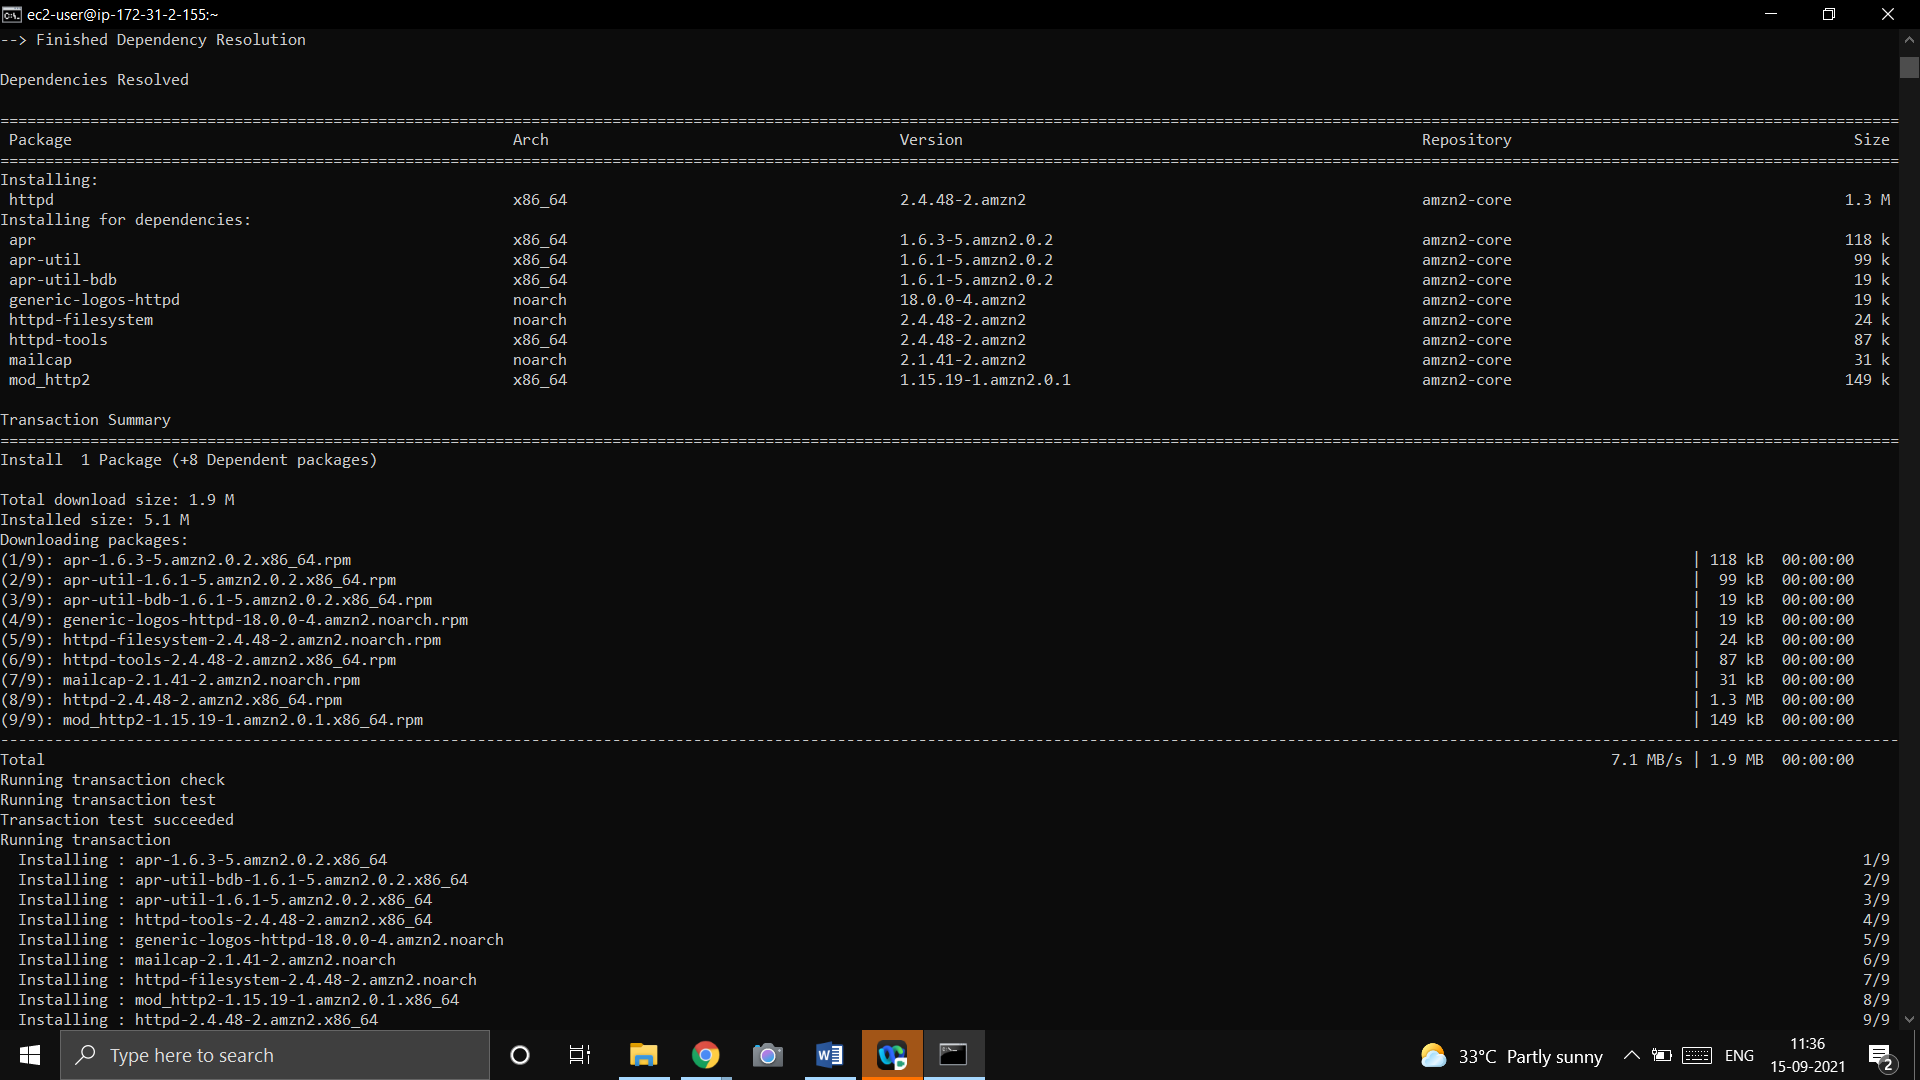 ec2-user@ip-172-31-2-155:~
--> Finished Dependency Resolution
Dependencies Resolved
================================================================================
Package Arch Version Repository Size
================================================================================
Installing:
httpd x86_64 2.4.48-2.amzn2 amzn2-core 1.3 M
Installing for dependencies:
apr x86_64 1.6.3-5.amzn2.0.2 amzn2-core 118 k
apr-util x86_64 1.6.1-5.amzn2.0.2 amzn2-core 99 k
apr-util-bdb x86_64 1.6.1-5.amzn2.0.2 amzn2-core 19 k
generic-logos-httpd noarch 18.0.0-4.amzn2 amzn2-core 19 k
httpd-filesystem noarch 2.4.48-2.amzn2 amzn2-core 24 k
httpd-tools x86_64 2.4.48-2.amzn2 amzn2-core 87 k
mailcap noarch 2.1.41-2.amzn2 amzn2-core 31 k
mod_http2 x86_64 1.15.19-1.amzn2.0.1 amzn2-core 149 k
Transaction Summary
================================================================================
Install 1 Package (+8 Dependent packages)
Total download size: 1.9 M
Installed size: 5.1 M
Downloading packages:
(1/9): apr-1.6.3-5.amzn2.0.2.x86_64.rpm | 118 kB 00:00:00
(2/9): apr-util-1.6.1-5.amzn2.0.2.x86_64.rpm | 99 kB 00:00:00
(3/9): apr-util-bdb-1.6.1-5.amzn2.0.2.x86_64.rpm | 19 kB 00:00:00
(4/9): generic-logos-httpd-18.0.0-4.amzn2.noarch.rpm | 19 kB 00:00:00
(5/9): httpd-filesystem-2.4.48-2.amzn2.noarch.rpm | 24 kB 00:00:00
(6/9): httpd-tools-2.4.48-2.amzn2.x86_64.rpm | 87 kB 00:00:00
(7/9): mailcap-2.1.41-2.amzn2.noarch.rpm | 31 kB 00:00:00
(8/9): httpd-2.4.48-2.amzn2.x86_64.rpm | 1.3 MB 00:00:00
(9/9): mod_http2-1.15.19-1.amzn2.0.1.x86_64.rpm | 149 kB 00:00:00
--------------------------------------------------------------------------------
Total 7.1 MB/s | 1.9 MB 00:00:00
Running transaction check
Running transaction test
Transaction test succeeded
Running transaction
Installing : apr-1.6.3-5.amzn2.0.2.x86_64 1/9
Installing : apr-util-bdb-1.6.1-5.amzn2.0.2.x86_64 2/9
Installing : apr-util-1.6.1-5.amzn2.0.2.x86_64 3/9
Installing : httpd-tools-2.4.48-2.amzn2.x86_64 4/9
Installing : generic-logos-httpd-18.0.0-4.amzn2.noarch 5/9
Installing : mailcap-2.1.41-2.amzn2.noarch 6/9
Installing : httpd-filesystem-2.4.48-2.amzn2.noarch 7/9
Installing : mod_http2-1.15.19-1.amzn2.0.1.x86_64 8/9
Installing : httpd-2.4.48-2.amzn2.x86_64 9/9
Type here to search
33°C Partly sunny
ENG
11:36
15-09-2021
2